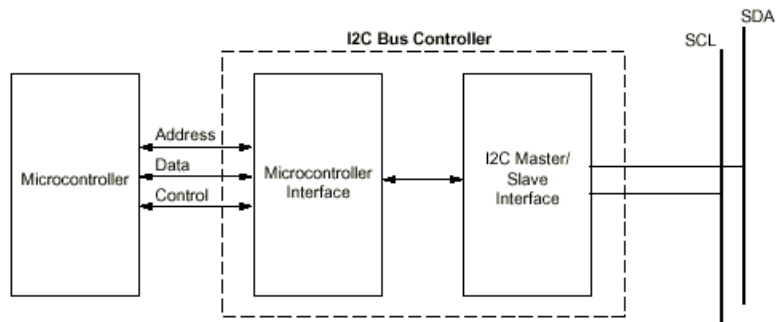 SDA
I2C Bus Controller
SCL
Address
Data
Control
Microcontroller
Microcontroller
Interface
I2C Master/
Slave
Interface